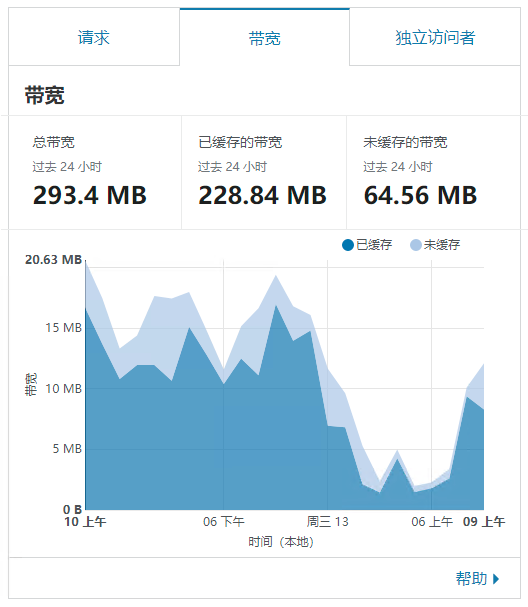 请求 带宽 独立访问者
带宽
总带宽 已缓存的带宽 未缓存的带宽
过去 24 小时 过去 24 小时 过去 24 小时
293.4 MB 228.84 MB 64.56 MB
已缓存 未缓存
20.63 MB
15 MB
10 MB
带宽
5 MB
0 B
10 上午 06 下午 周三 13 06 上午 09 上午
时间（本地）
帮助